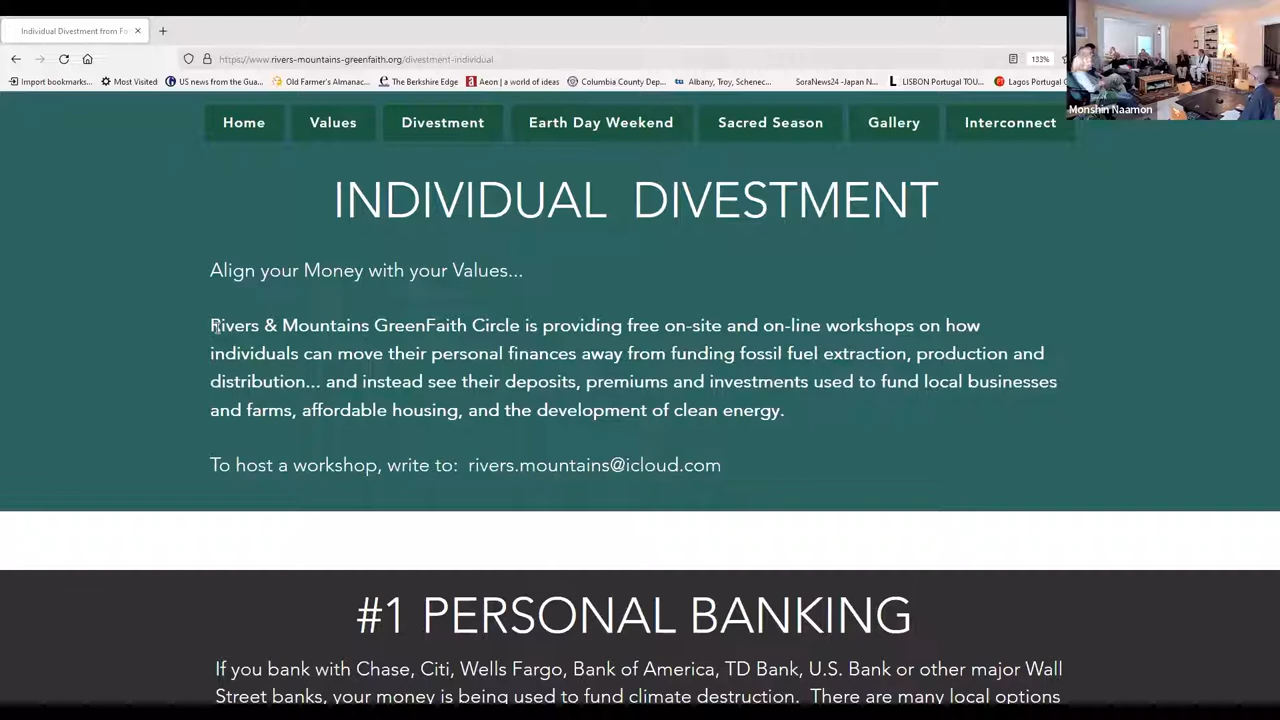 Individual Divestment from Fo
https://www.rivers-mountains-greenfaith.org/divestment-individual
133%
Import bookmarks...
Most Visited
US news from the Gua...
Old Farmer's Almanac...
The Berkshire Edge
Aeon | a world of ideas
Columbia County Dep...
Albany, Troy, Schenec...
SoraNews24 -Japan N...
LISBON Portugal TOU...
Lagos Portugal G
Monshin Naamon
Home
Values
Divestment
Earth Day Weekend
Sacred Season
Gallery
Interconnect
INDIVIDUAL DIVESTMENT
Align your Money with your Values...
Rivers & Mountains GreenFaith Circle is providing free on-site and on-line workshops on how
individuals can move their personal finances away from funding fossil fuel extraction, production and
distribution... and instead see their deposits, premiums and investments used to fund local businesses
and farms, affordable housing, and the development of clean energy.
To host a workshop, write to: rivers.mountains@icloud.com
#1 PERSONAL BANKING
If you bank with Chase, Citi, Wells Fargo, Bank of America, TD Bank, U.S. Bank or other major Wall
Street banks, your money is being used to fund climate destruction. There are many local options